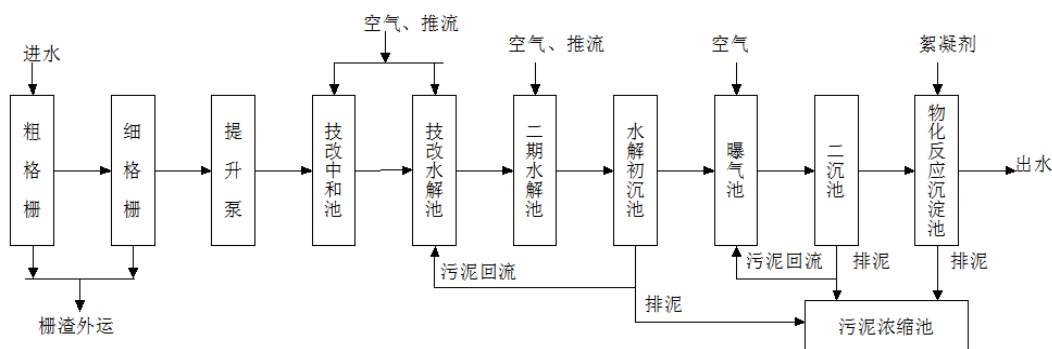 空气、推流
空气、推流
空气
絮凝剂
进水
粗格栅
细格栅
提升泵
技改中和池
技改水解池
二期水解池
水解初沉池
曝气池
二沉池
物化反应沉淀池
出水
污泥回流
污泥回流
排泥
排泥
排泥
栅渣外运
污泥浓缩池